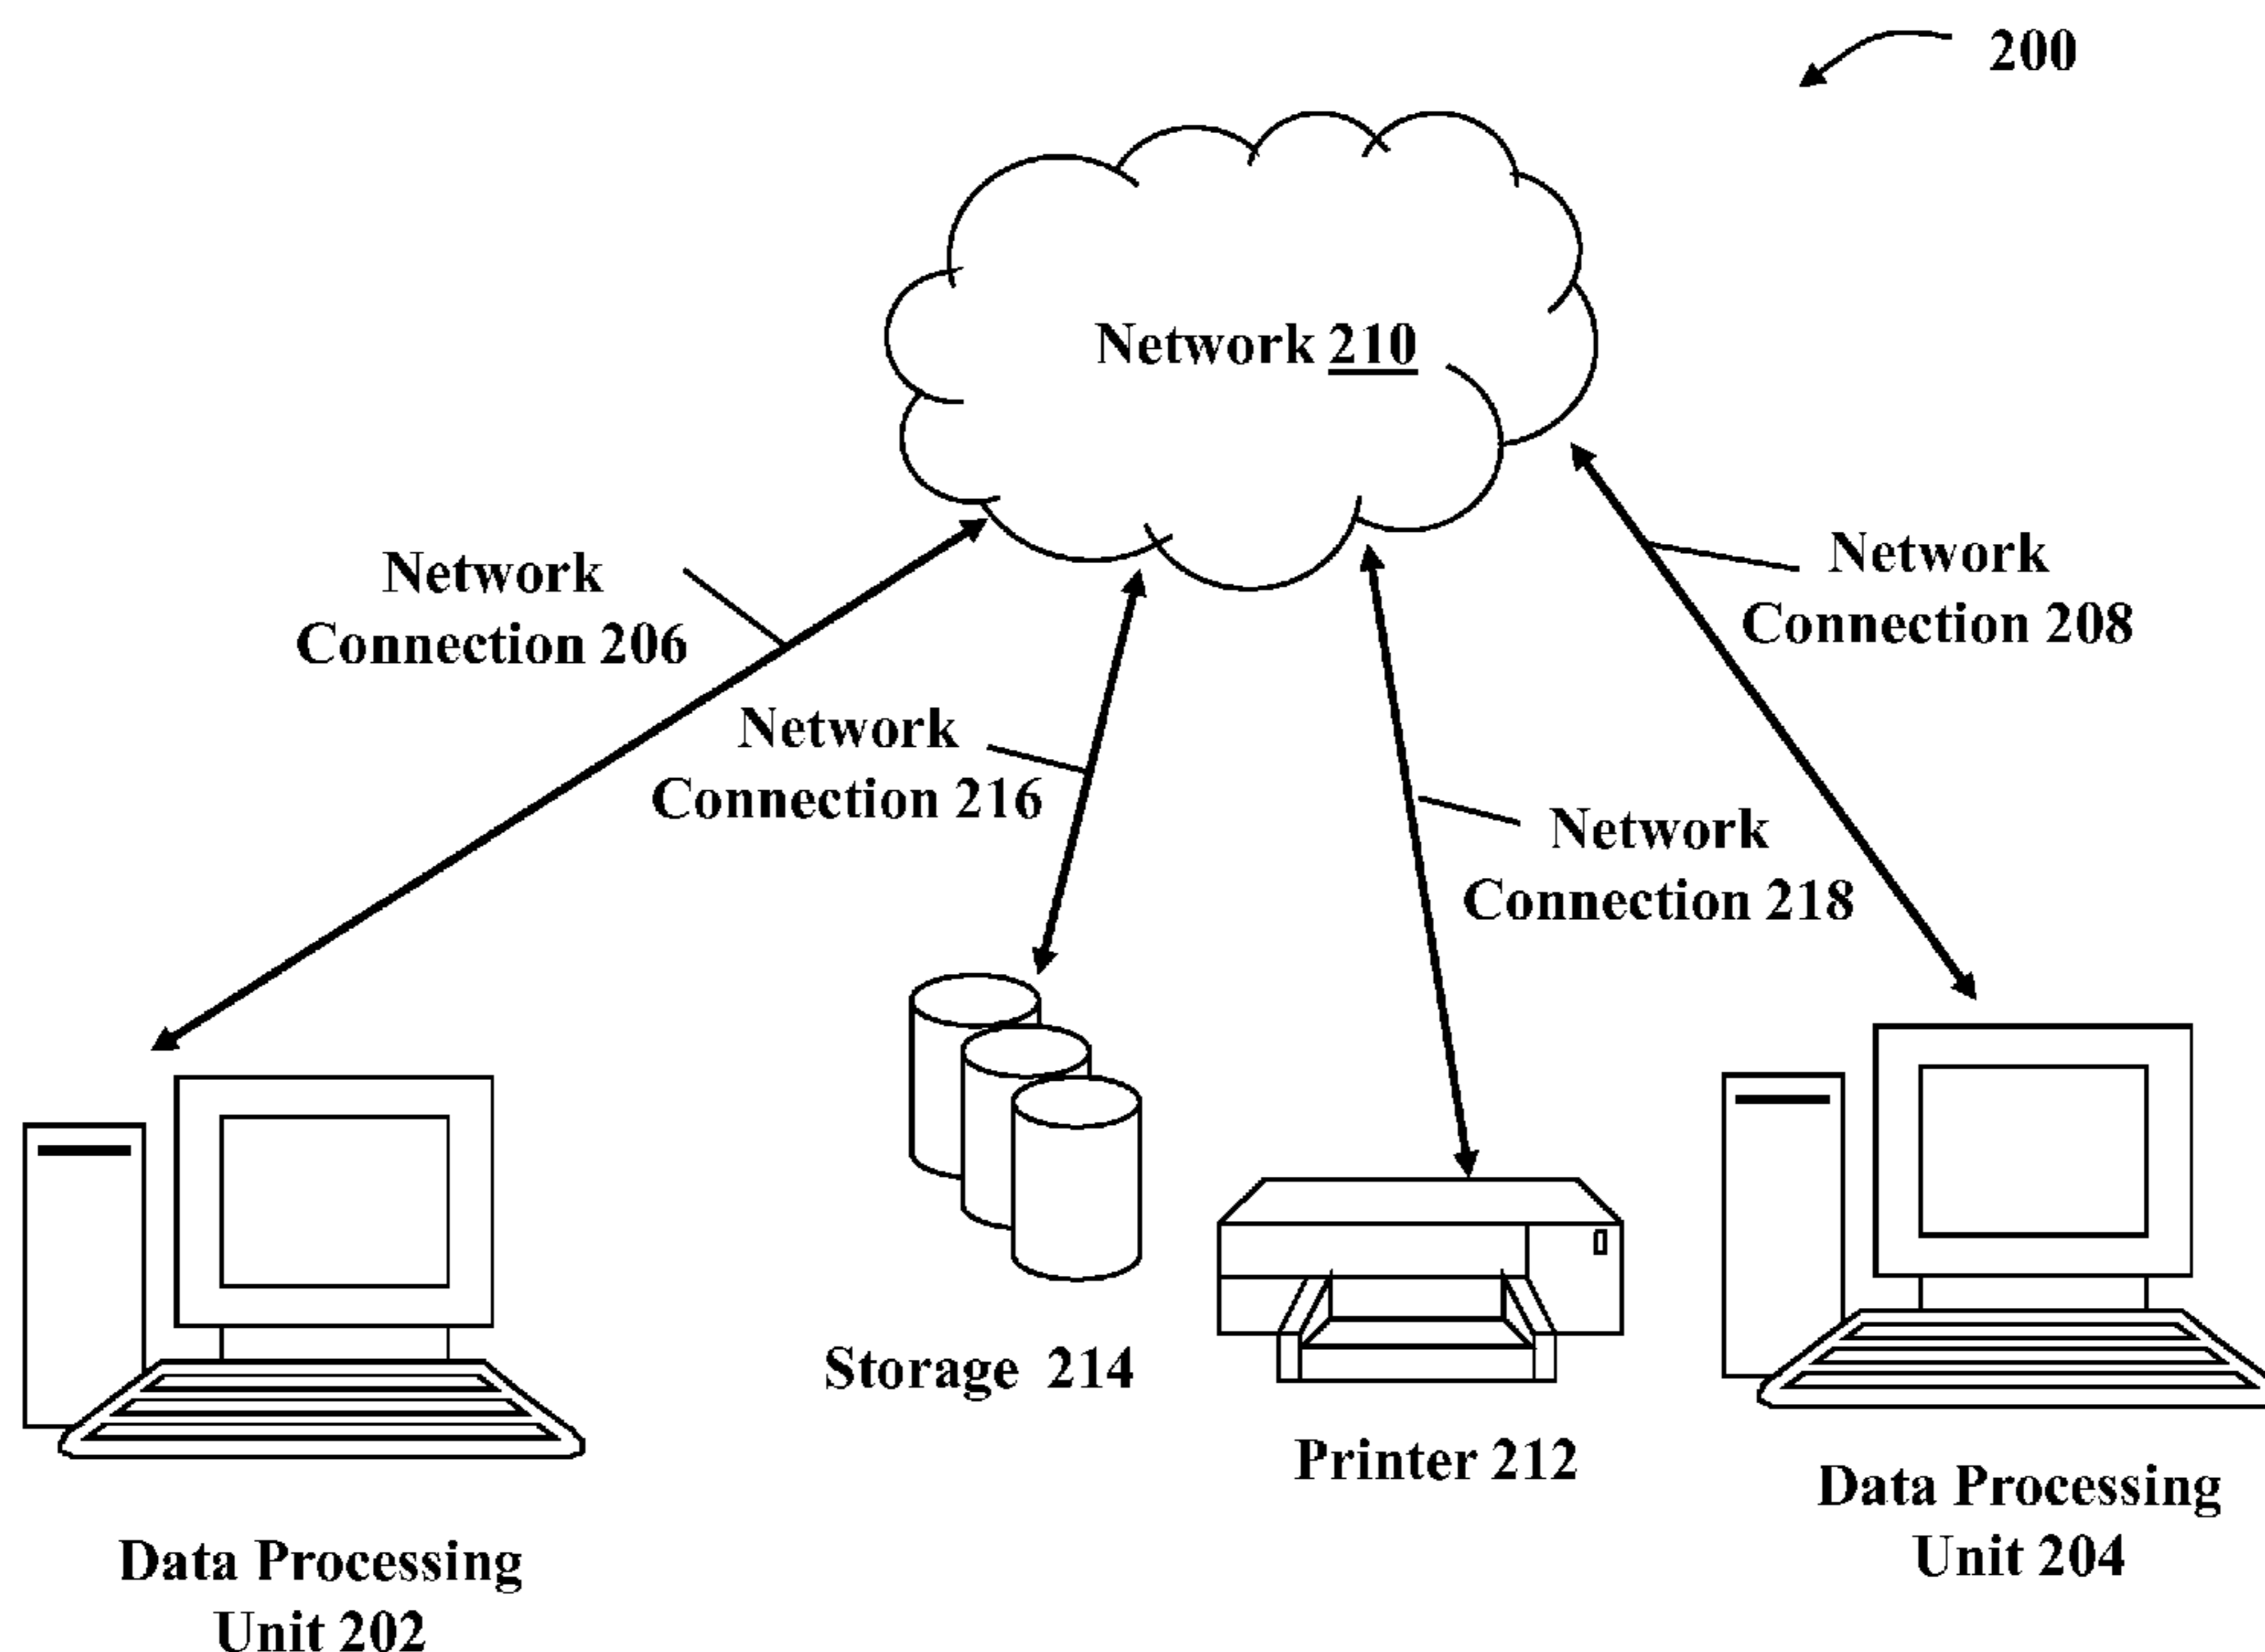 200
Network 210
Network
Connection 206
Network
Connection 208
Network
Connection 216
Network
Connection 218
Storage 214
Printer 212
Data Processing
Unit 204
Data Processing
Unit 202